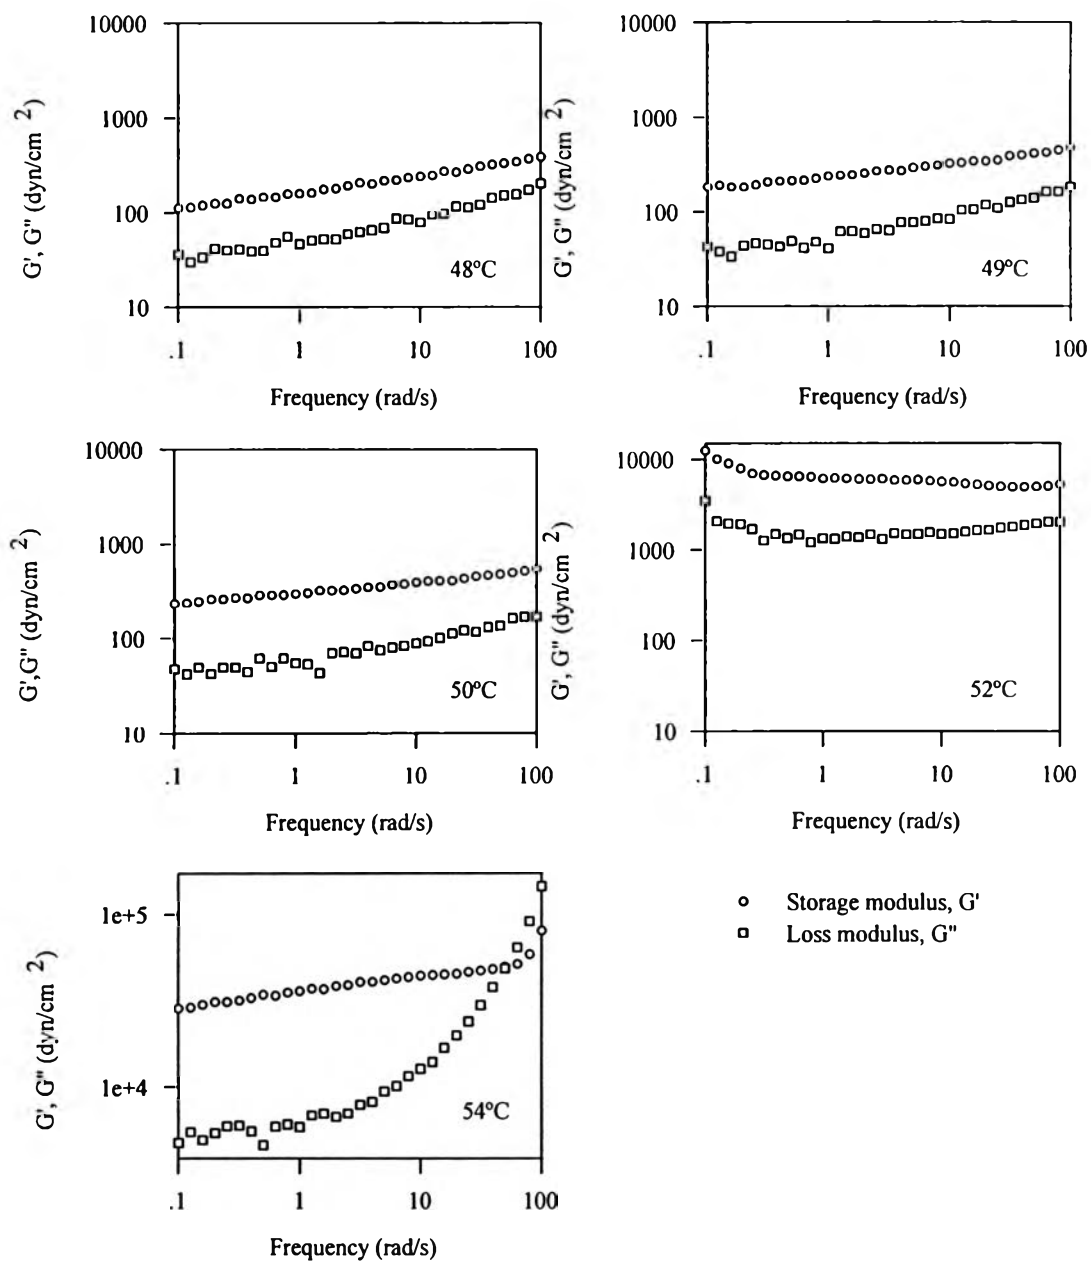 10000
1000
100
10
G', G" (dyn/cm 2)
48ºC
.1 1 10 100
Frequency (rad/s)
10000
1000
100
10
G', G" (dyn/cm 2)
49ºC
.1 1 10 100
Frequency (rad/s)
10000
1000
100
10
G',G" (dyn/cm 2)
50ºC
.1 1 10 100
Frequency (rad/s)
10000
1000
100
10
G', G" (dyn/cm 2)
52ºC
.1 1 10 100
Frequency (rad/s)
1e+5
1e+4
G', G" (dyn/cm 2)
54ºC
.1 1 10 100
Frequency (rad/s)
Storage modulus, G'
Loss modulus, G"